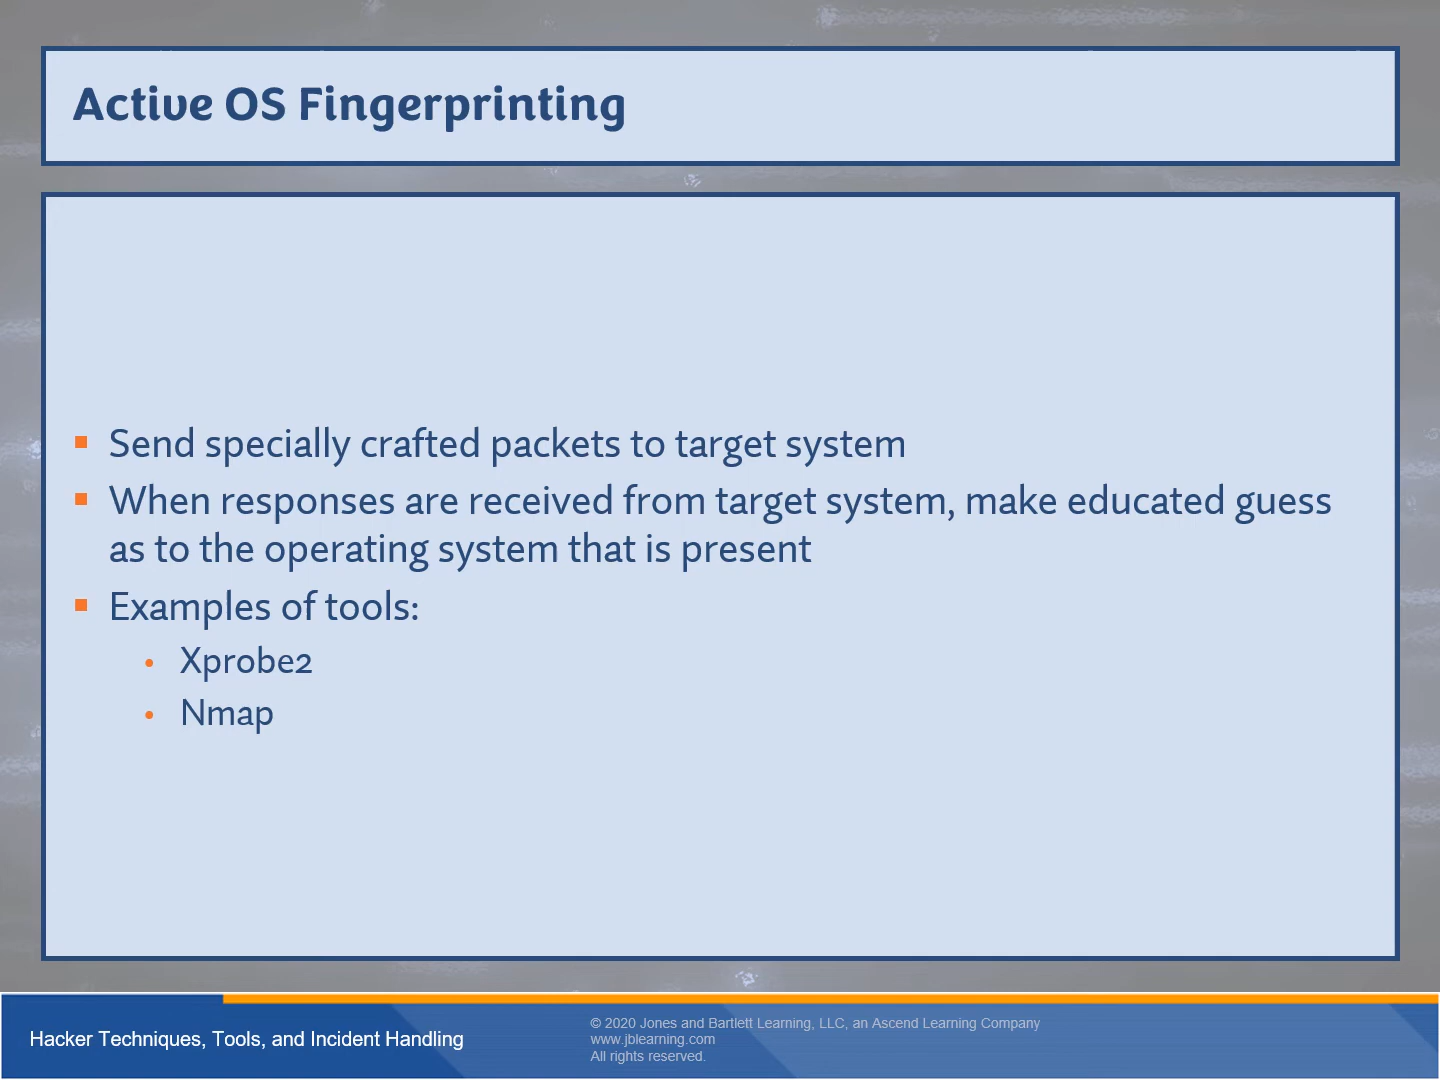 Active OS Fingerprinting
Send specially crafted packets to target system
When responses are received from target system, make educated guess
as to the operating system that is present
Examples of tools:
Xprobe2
Nmap
Hacker Techniques, Tools, and Incident Handling
© 2020 Jones and Bartlett Learning, LLC, an Ascend Learning Company
www.jblearning.com
All rights reserved.